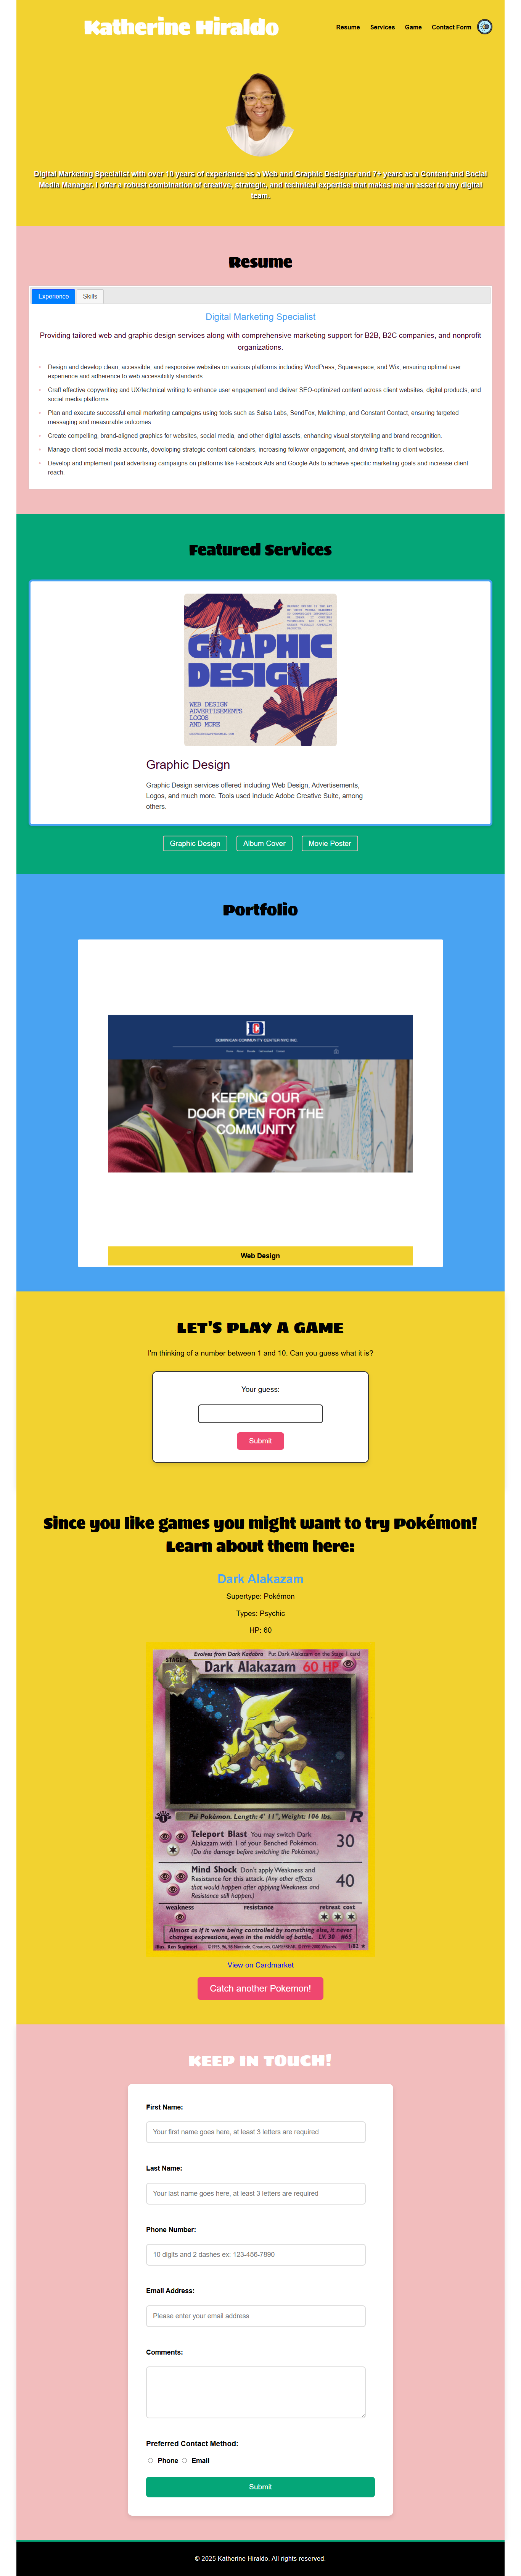 Katherine Hiraldo
Resume Services Game Contact Form
Digital Marketing Specialist with over 10 years of experience as a Web and Graphic Designer and 7+ years as a Content and Social
Media Manager. I offer a robust combination of creative, strategic, and technical expertise that makes me an asset to any digital
team.
Resume
Experience Skills
Digital Marketing Specialist
Providing tailored web and graphic design services along with comprehensive marketing support for B2B, B2C companies, and nonprofit
organizations.
Design and develop clean, accessible, and responsive websites on various platforms including WordPress, Squarespace, and Wix, ensuring optimal user
experience and adherence to web accessibility standards.
Craft effective copywriting and UX/technical writing to enhance user engagement and deliver SEO-optimized content across client websites, digital products, and
social media platforms.
Plan and execute successful email marketing campaigns using tools such as Salsa Labs, SendFox, Mailchimp, and Constant Contact, ensuring targeted
messaging and measurable outcomes.
Create compelling, brand-aligned graphics for websites, social media, and other digital assets, enhancing visual storytelling and brand recognition.
Manage client social media accounts, developing strategic content calendars, increasing follower engagement, and driving traffic to client websites.
Develop and implement paid advertising campaigns on platforms like Facebook Ads and Google Ads to achieve specific marketing goals and increase client
reach.
Featured Services
GRAPHIC
DESIGN
WEB DESIGN
ADVERTISEMENTS
LOGOS
AND MORE
Graphic Design
Graphic Design services offered including Web Design, Advertisements,
Logos, and much more. Tools used include Adobe Creative Suite, among
others.
Graphic Design Album Cover Movie Poster
Portfolio
DOMINICAN COMMUNITY CENTER NYC INC.
KEEPING OUR
DOOR OPEN FOR THE
COMMUNITY
Web Design
LET'S PLAY A GAME
I'm thinking of a number between 1 and 10. Can you guess what it is?
Your guess:
Submit
Since you like games you might want to try Pokémon!
Learn about them here:
Dark Alakazam
Supertype: Pokémon
Types: Psychic
HP: 60
Evolves from Dark Kadabra Put Dark Alakazam on the Stage 1 card
STAGE 2
Dark Alakazam 60 HP
Psi Pokémon. Length: 4' 11", Weight: 106 lbs.
R
Teleport Blast You may switch Dark
Alakazam with 1 of your Benched Pokémon.
(Do the damage before switching the Pokémon.)
30
Mind Shock Don't apply Weakness and
Resistance for this attack. (Any other effects
that would happen after applying Weakness and
Resistance still happen.)
40
weakness resistance retreat cost
Almost as if it were being controlled by something else, it never
changes expressions, even in the midst of battle. LV. 30 #65
Illus. Ken Sugimori ©1995, 96, 98 Nintendo, Creatures, GAMEFREAK. ©1999-2000 Wizards. 1/82
View on Cardmarket
Catch another Pokemon!
KEEP IN TOUCH!
First Name:
Your first name goes here, at least 3 letters are required
Last Name:
Your last name goes here, at least 3 letters are required
Phone Number:
10 digits and 2 dashes ex: 123-456-7890
Email Address:
Please enter your email address
Comments:
Preferred Contact Method:
Phone Email
Submit
© 2025 Katherine Hiraldo. All rights reserved.